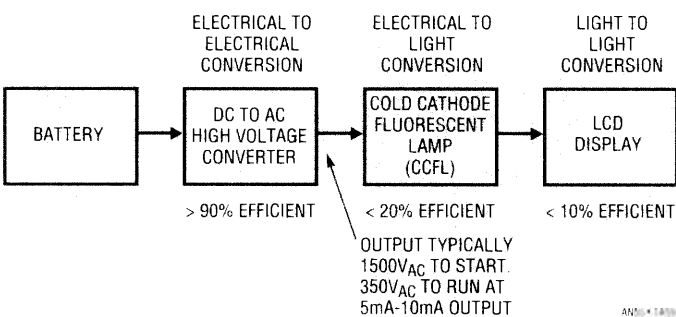 ELECTRICAL TO
ELECTRICAL
CONVERSION
ELECTRICAL TO
LIGHT
CONVERSION
LIGHT TO
LIGHT
CONVERSION
BATTERY
DC TO AC
HIGH VOLTAGE
CONVERTER
COLD CATHODE
FLUORESCENT
LAMP
(CCFL)
LCD
DISPLAY
> 90% EFFICIENT
< 20% EFFICIENT
< 10% EFFICIENT
OUTPUT TYPICALLY
1500VAC TO START.
350VAC TO RUN AT
5mA-10mA OUTPUT